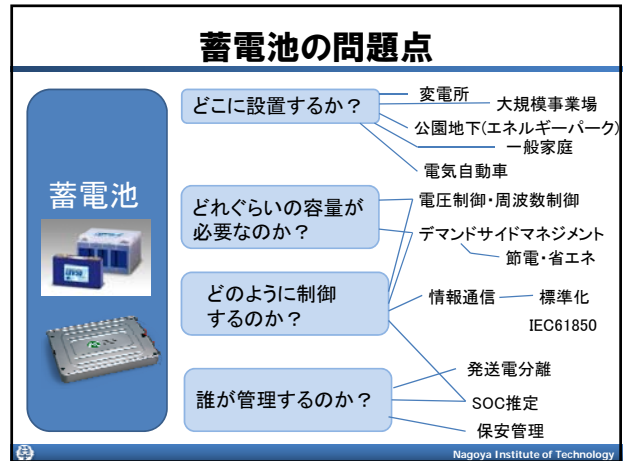 蓄電池の問題点
蓄電池
どこに設置するか？
変電所
大規模事業場
公園地下(エネルギーパーク)
一般家庭
電気自動車
どれぐらいの容量が
必要なのか？
電圧制御・周波数制御
デマンドサイドマネジメント
節電・省エネ
どのように制御
するのか？
情報通信
標準化
IEC61850
誰が管理するのか？
発送電分離
SOC推定
保安管理
Nagoya Institute of Technology